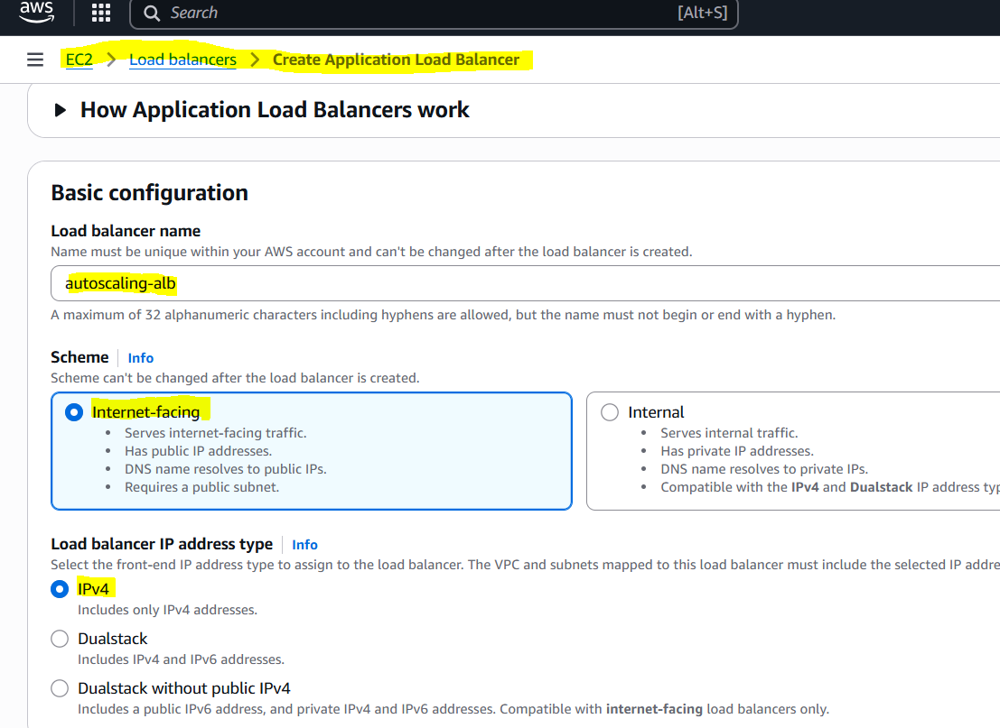 aws Search [Alt+S]
EC2 > Load balancers > Create Application Load Balancer
How Application Load Balancers work
Basic configuration
Load balancer name
Name must be unique within your AWS account and can't be changed after the load balancer is created.
autoscaling-alb
A maximum of 32 alphanumeric characters including hyphens are allowed, but the name must not begin or end with a hyphen.
Scheme Info
Scheme can't be changed after the load balancer is created.
Internet-facing
• Serves internet-facing traffic.
• Has public IP addresses.
• DNS name resolves to public IPs.
• Requires a public subnet.
Internal
• Serves internal traffic.
• Has private IP addresses.
• DNS name resolves to private IPs.
• Compatible with the IPv4 and Dualstack IP address typ
Load balancer IP address type Info
Select the front-end IP address type to assign to the load balancer. The VPC and subnets mapped to this load balancer must include the selected IP addre
IPv4
Includes only IPv4 addresses.
Dualstack
Includes IPv4 and IPv6 addresses.
Dualstack without public IPv4
Includes a public IPv6 address, and private IPv4 and IPv6 addresses. Compatible with internet-facing load balancers only.